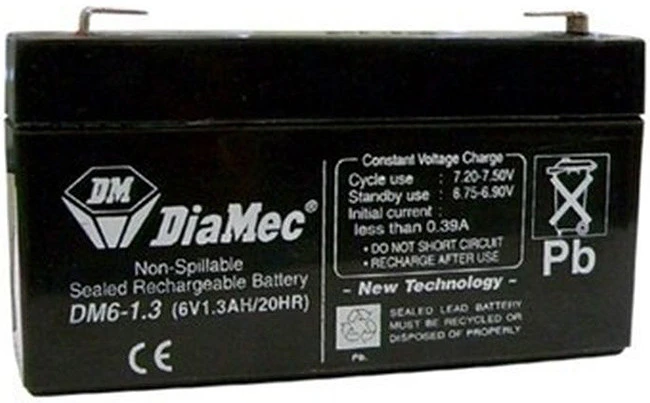 DM
DiaMec®
Non-Spillable
Sealed Rechargeable Battery
DM6-1.3 (6V1.3AH/20HR)
CE
Constant Voltage Charge
Cycle use : 7.20-7.50V
Standby use : 6.75-6.90V
Initial current :
less than 0.39A
• DO NOT SHORT CIRCUIT
• RECHARGE AFTER USE
- New Technology -
Pb
SEALED LEAD BATTERY
MUST BE RECYCLED OR
DISPOSED OF PROPERLY
Pb.